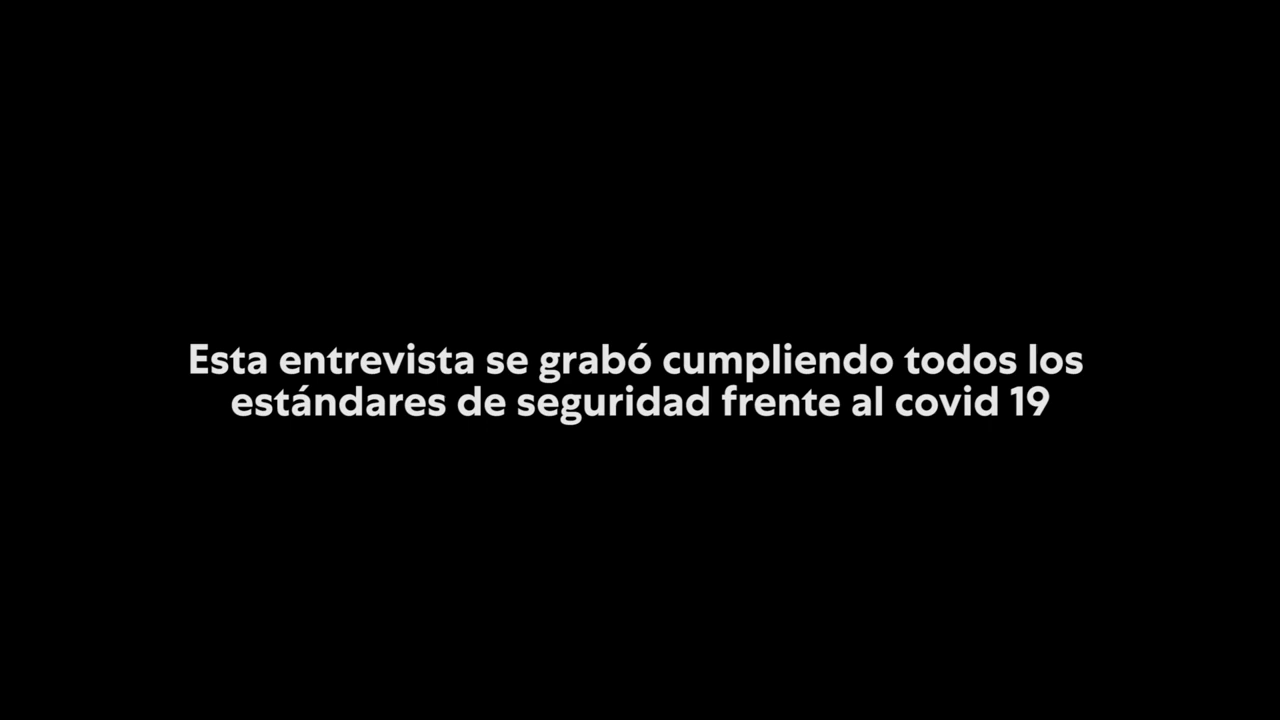 Esta entrevista se grabó cumpliendo todos los
estándares de seguridad frente al covid 19